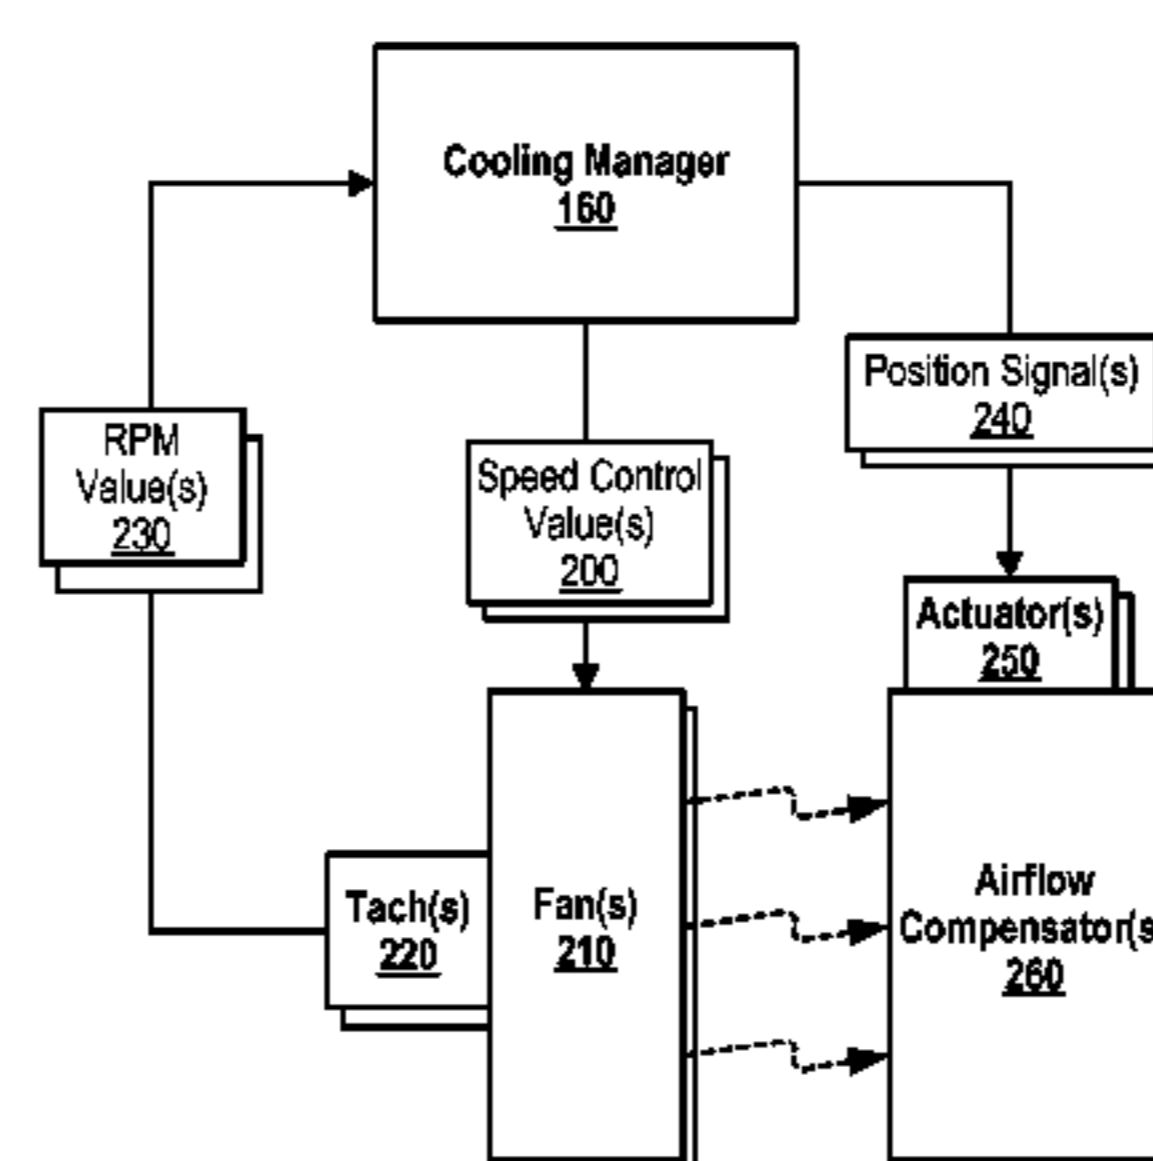 Cooling Manager
160
Position Signal(s)
240
RPM
Value(s)
230
Speed Control
Value(s)
200
Actuator(s)
250
Tach(s)
220
Fan(s)
210
Airflow
Compensator(s
260